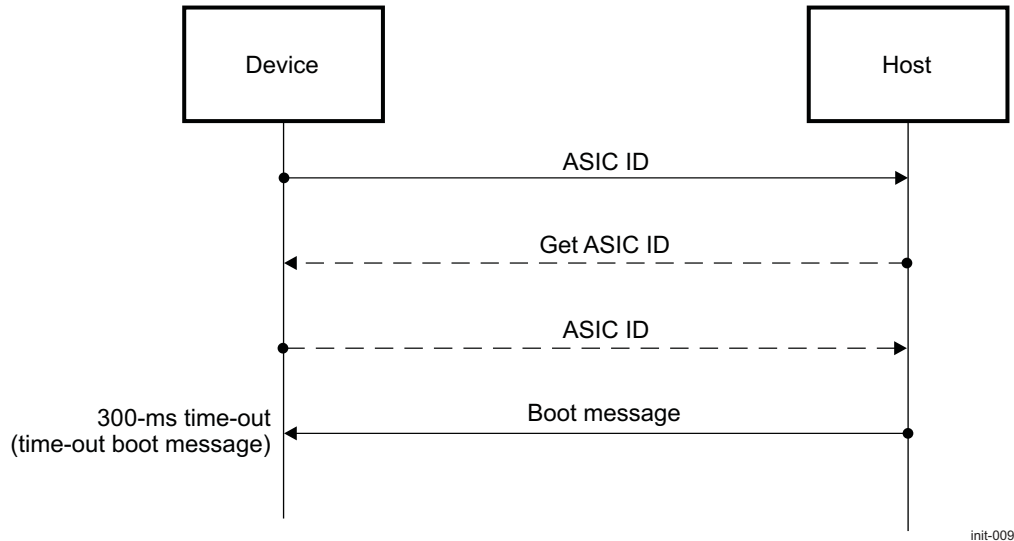 Device
Host
ASIC ID
Get ASIC ID
ASIC ID
Boot message
300-ms time-out
(time-out boot message)
init-009